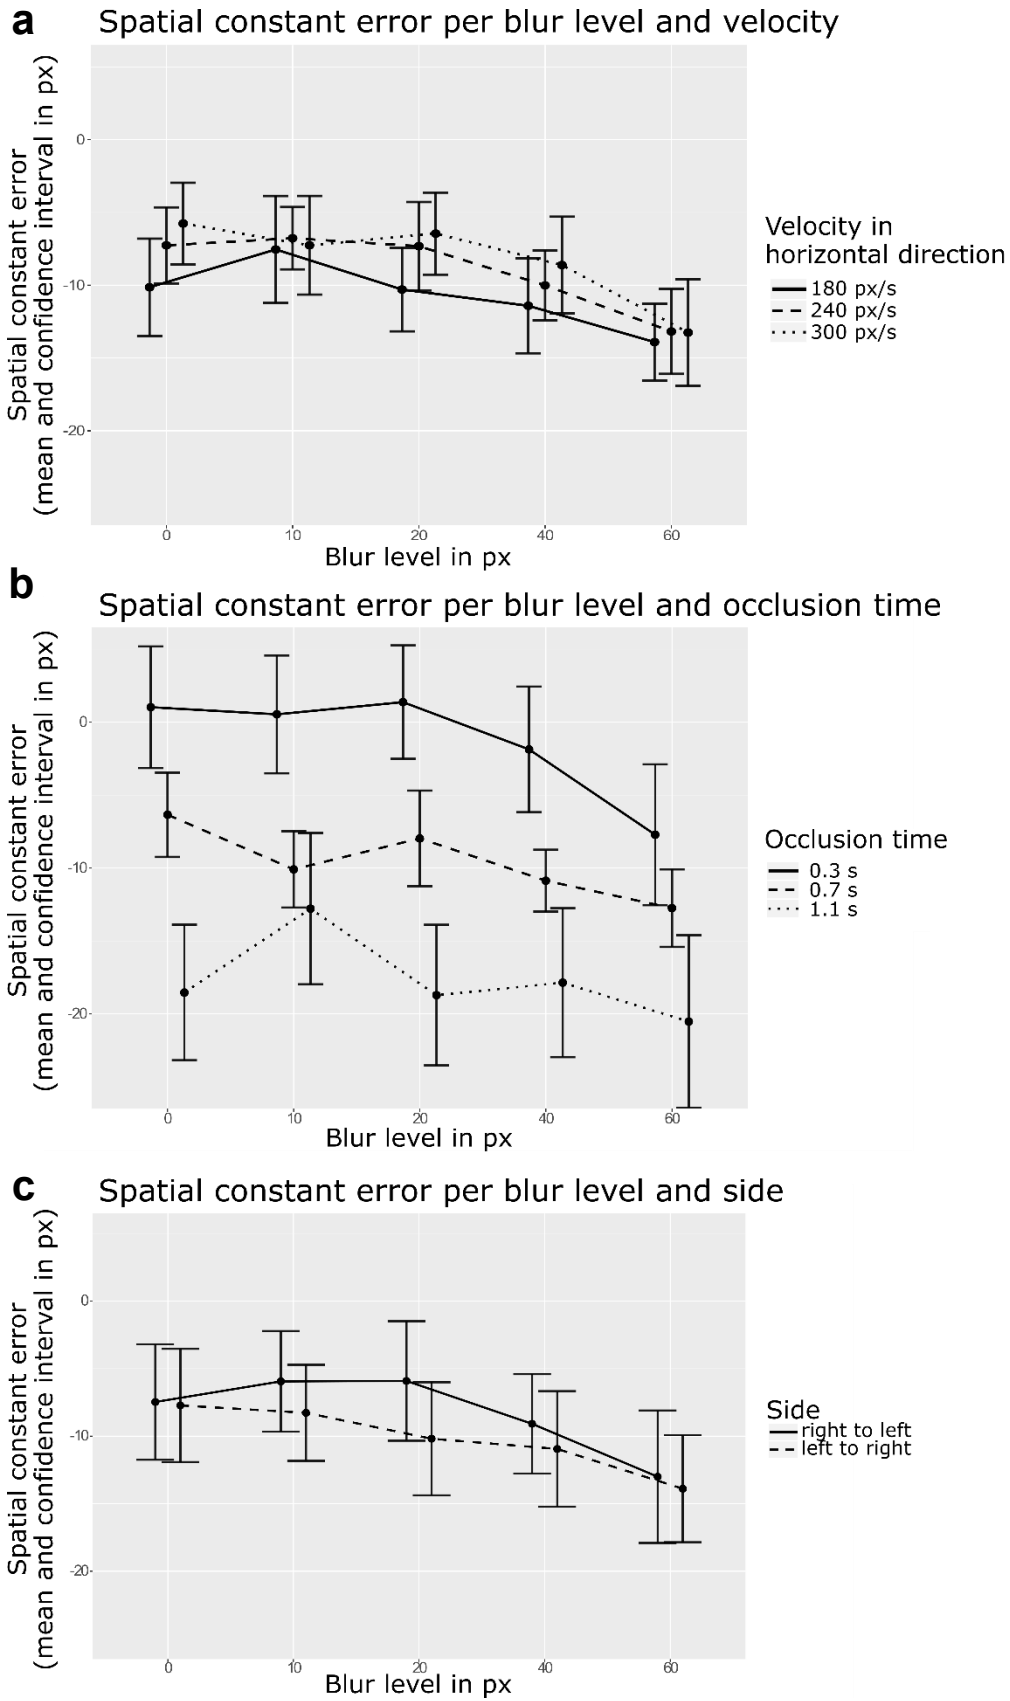 a Spatial constant error per blur level and velocity
Spatial constant error
(mean and confidence interval in px)
0
-10
-20
0 10 20 40 60
Blur level in px
Velocity in
horizontal direction
180 px/s
240 px/s
300 px/s
b Spatial constant error per blur level and occlusion time
Spatial constant error
(mean and confidence interval in px)
0
-10
-20
0 10 20 40 60
Blur level in px
Occlusion time
0.3 s
0.7 s
1.1 s
c Spatial constant error per blur level and side
Spatial constant error
(mean and confidence interval in px)
0
-10
-20
0 10 20 40 60
Blur level in px
Side
right to left
left to right